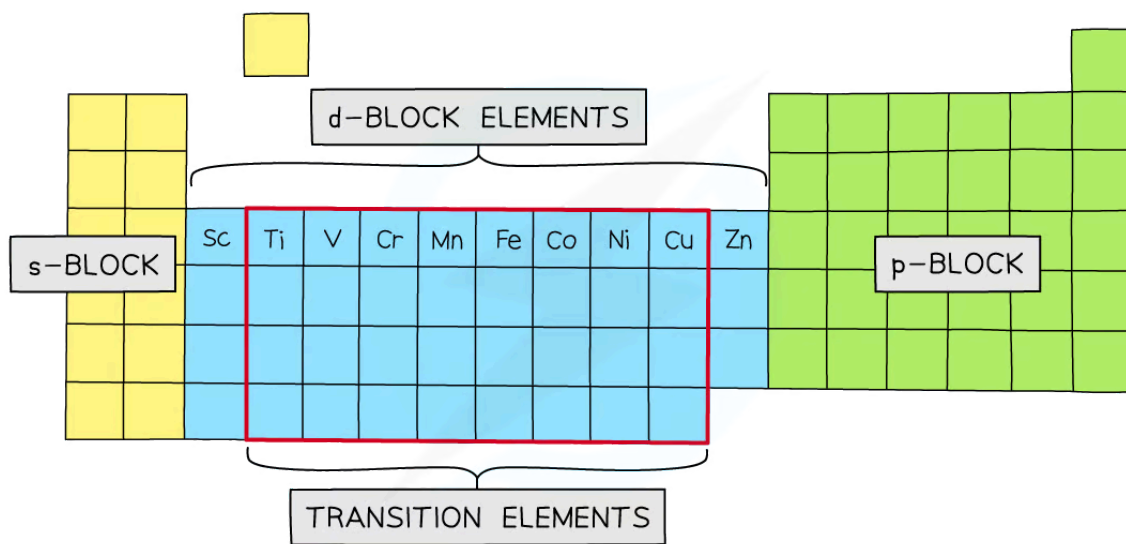 d-BLOCK ELEMENTS
Sc Ti V Cr Mn Fe Co Ni Cu Zn
s-BLOCK
p-BLOCK
TRANSITION ELEMENTS